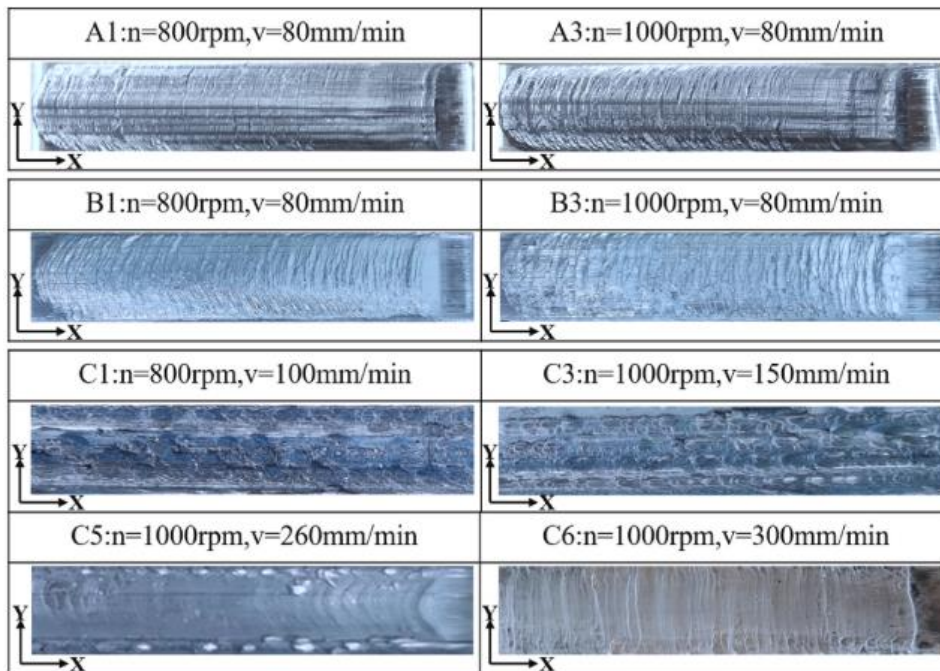 A1:n=800rpm,v=80mm/min
A3:n=1000rpm,v=80mm/min
Y
X
Y
X
B1:n=800rpm,v=80mm/min
B3:n=1000rpm,v=80mm/min
Y
X
Y
X
C1:n=800rpm,v=100mm/min
C3:n=1000rpm,v=150mm/min
Y
X
Y
X
C5:n=1000rpm,v=260mm/min
C6:n=1000rpm,v=300mm/min
Y
X
Y
X